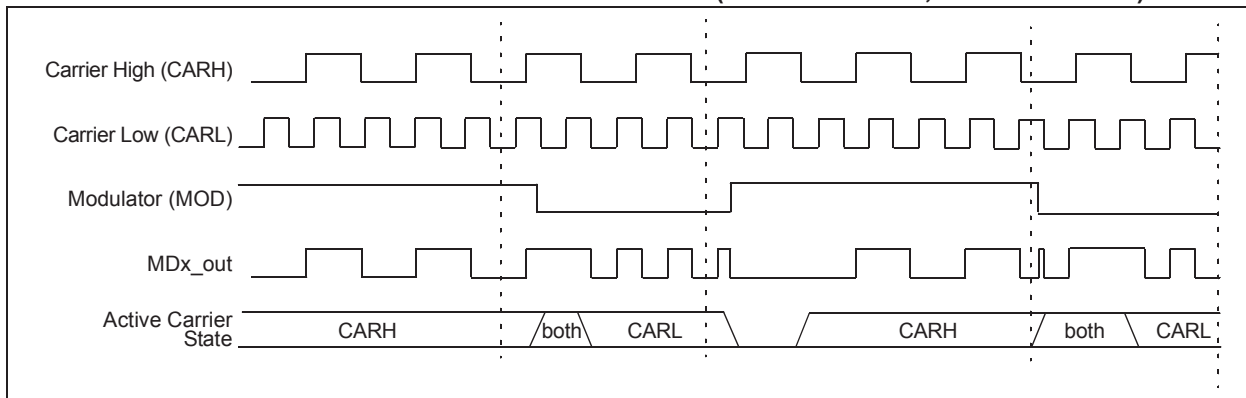 Carrier High (CARH)
Carrier Low (CARL)
Modulator (MOD)
MDx_out
Active Carrier
State
CARH
both
CARL
CARH
both
CARL